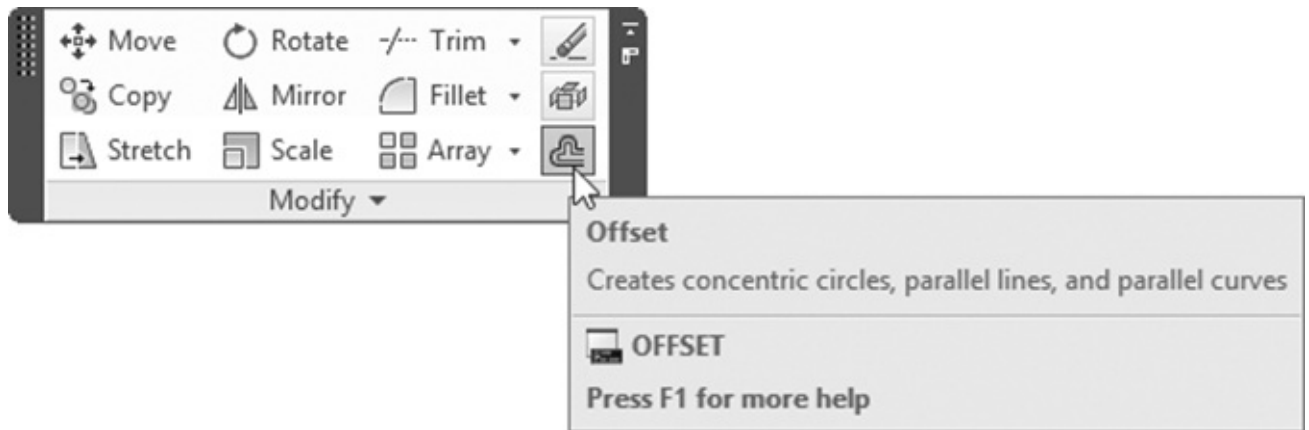 Move Rotate Trim
Copy Mirror Fillet
Stretch Scale Array
Modify
Offset
Creates concentric circles, parallel lines, and parallel curves
OFFSET
Press F1 for more help